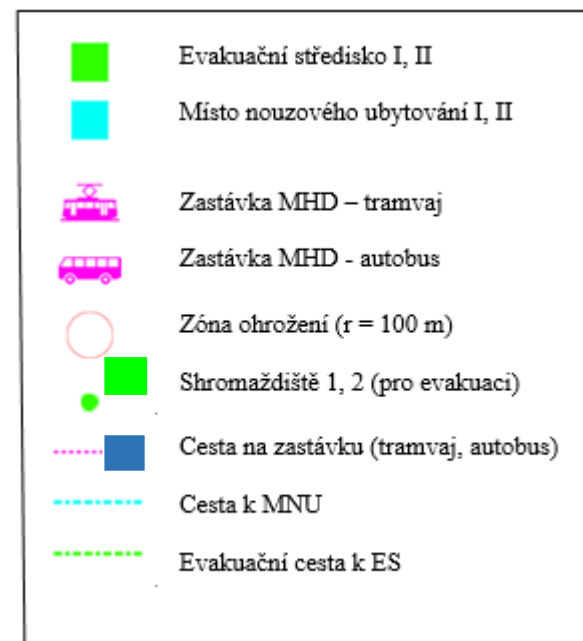 Evakuační středisko I, II
Místo nouzového ubytování I, II
Zastávka MHD – tramvaj
Zastávka MHD - autobus
Zóna ohrožení (r = 100 m)
Shromaždiště 1, 2 (pro evakuaci)
Cesta na zastávku (tramvaj, autobus)
Cesta k MNU
Evakuační cesta k ES